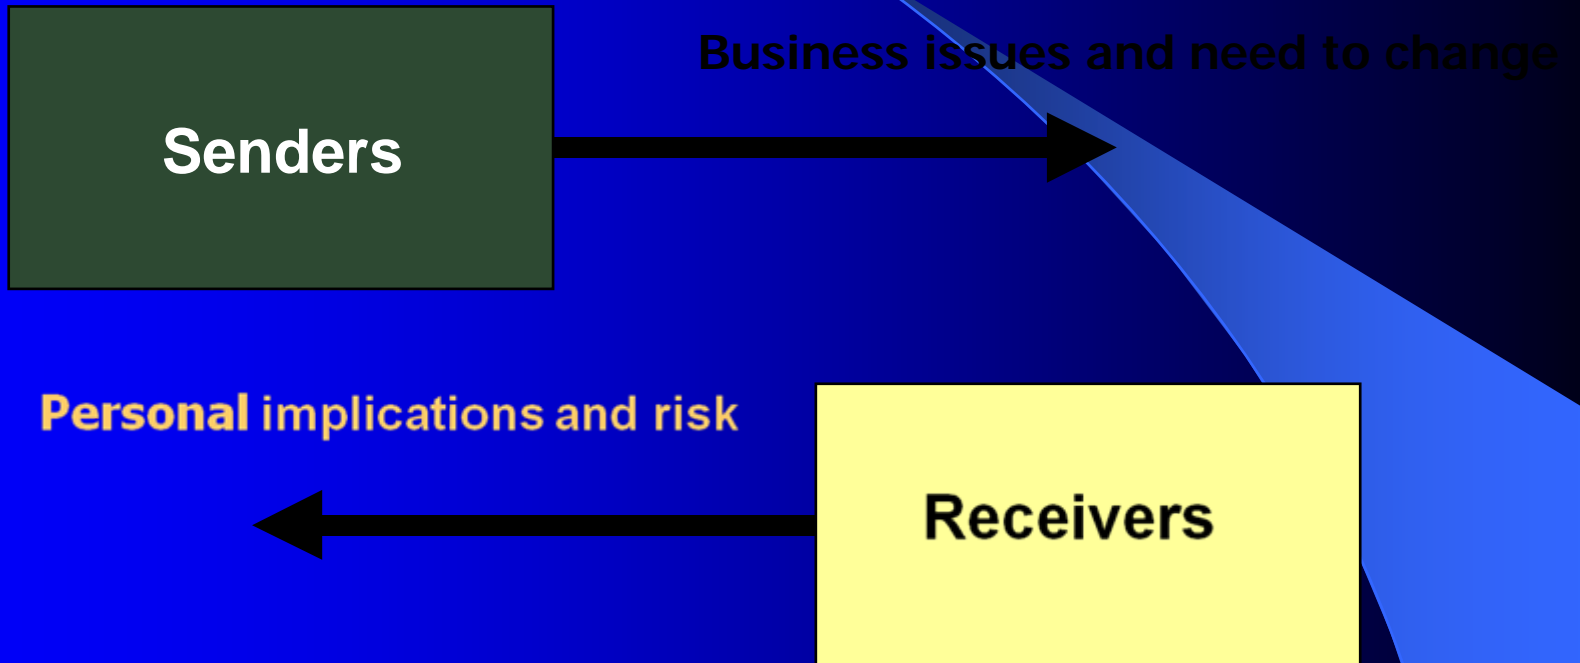 Business issues and need to change
Senders
Personal implications and risk
Receivers